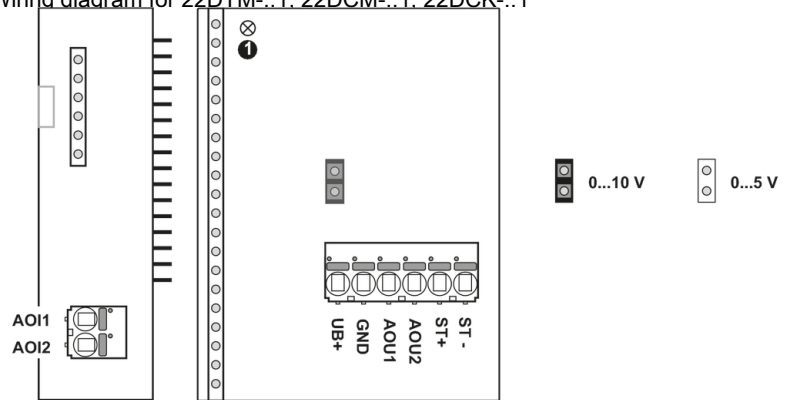 Wiring diagram for 22DTM-..1, 22DCM-..1, 22DCK-..1
1
0...10 V
0...5 V
AOI1
AOI2
UB+
GND
AOU1
AOU2
ST+
ST -